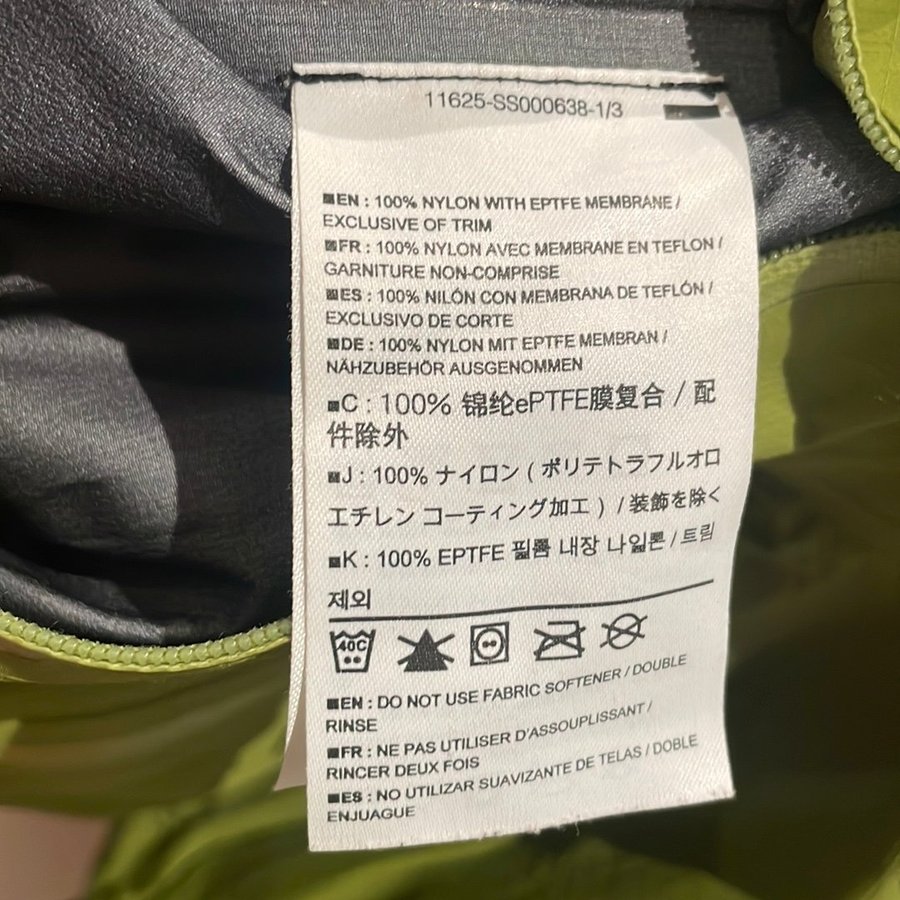 11625-SS000638-1/3
■EN : 100% NYLON WITH EPTFE MEMBRANE /
EXCLUSIVE OF TRIM
■FR : 100% NYLON AVEC MEMBRANE EN TEFLON /
GARNITURE NON-COMPRISE
■ES : 100% NILÓN CON MEMBRANA DE TEFLÓN /
EXCLUSIVO DE CORTE
■DE : 100% NYLON MIT EPTFE MEMBRAN /
NÄHZUBEHÖR AUSGENOMMEN
■C : 100% 锦纶ePTFE膜复合 / 配
件除外
■J : 100% ナイロン ( ポリテトラフルオロ
エチレン コーティング加工 ) / 装飾を除く
■K : 100% EPTFE 필름 내장 나일론 / 트림
제외
40C
■EN : DO NOT USE FABRIC SOFTENER / DOUBLE
RINSE
■FR : NE PAS UTILISER D'ASSOUPLISSANT /
RINCER DEUX FOIS
■ES : NO UTILIZAR SUAVIZANTE DE TELAS / DOBLE
ENJUAGUE